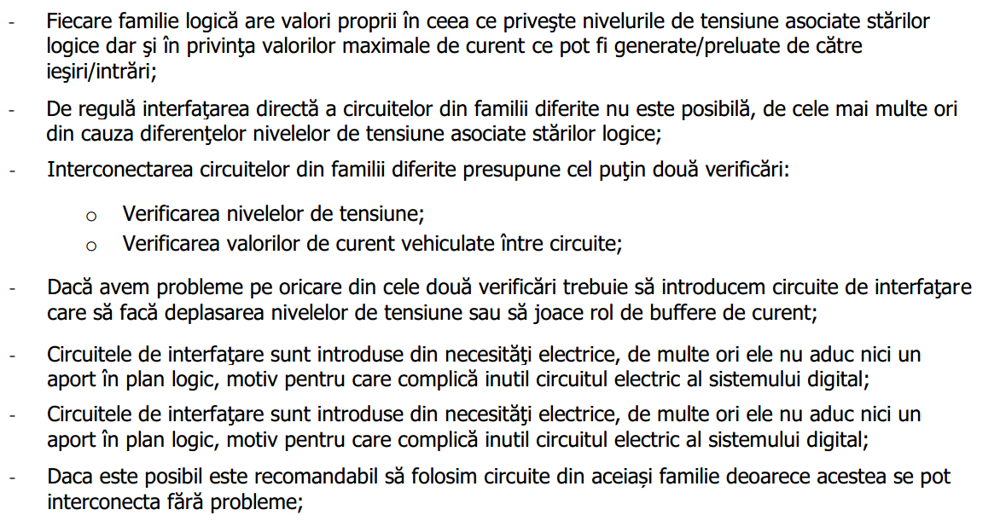 - Fiecare familie logică are valori proprii în ceea ce priveşte nivelurile de tensiune asociate stărilor
logice dar şi în privinţa valorilor maximale de curent ce pot fi generate/preluate de către
ieşiri/intrări;
- De regulă interfaţarea directă a circuitelor din familii diferite nu este posibilă, de cele mai multe ori
din cauza diferenţelor nivelelor de tensiune asociate stărilor logice;
- Interconectarea circuitelor din familii diferite presupune cel puţin două verificări:
o Verificarea nivelelor de tensiune;
o Verificarea valorilor de curent vehiculate între circuite;
- Dacă avem probleme pe oricare din cele două verificări trebuie să introducem circuite de interfaţare
care să facă deplasarea nivelelor de tensiune sau să joace rol de buffere de curent;
- Circuitele de interfaţare sunt introduse din necesităţi electrice, de multe ori ele nu aduc nici un
aport în plan logic, motiv pentru care complică inutil circuitul electric al sistemului digital;
- Circuitele de interfaţare sunt introduse din necesităţi electrice, de multe ori ele nu aduc nici un
aport în plan logic, motiv pentru care complică inutil circuitul electric al sistemului digital;
- Daca este posibil este recomandabil să folosim circuite din aceiași familie deoarece acestea se pot
interconecta fără probleme;